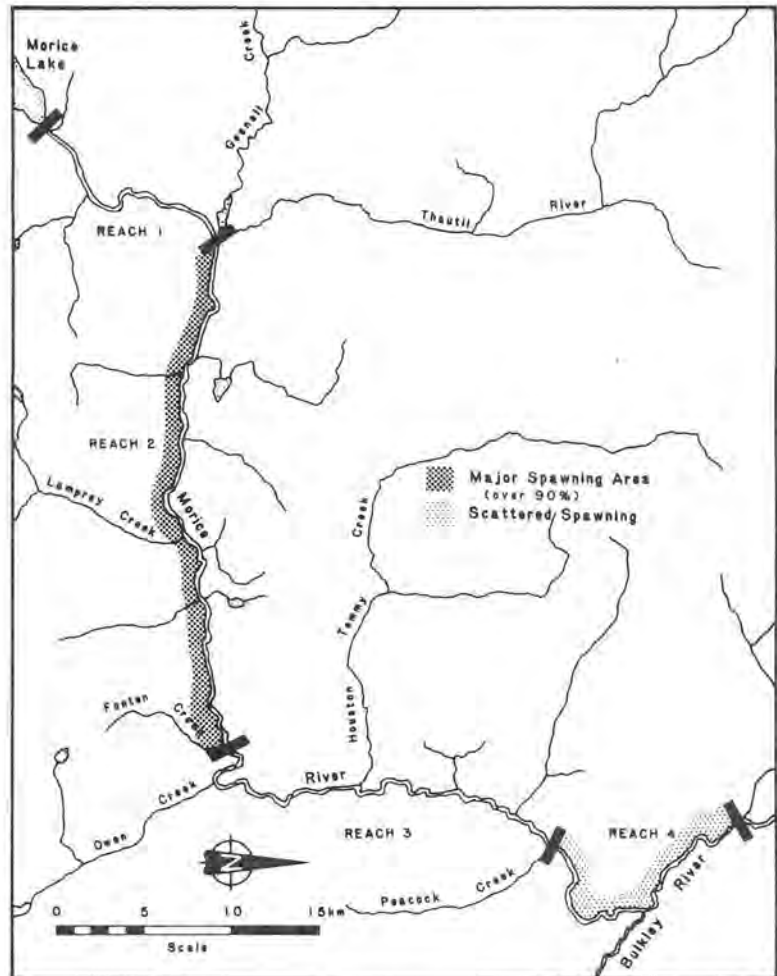 Morice
Lake
Creek
Gosnell
Thautil River
REACH 1
REACH 2
Lamprey Creek
Morice
Major Spawning Area
(over 90%)
Scattered Spawning
Creek
Tommy
Houston
Fenton Creek
River
Owen Creek
REACH 3
REACH 4
Peacock Creek
Bulkley River
N
0 5 10 15km
Scale